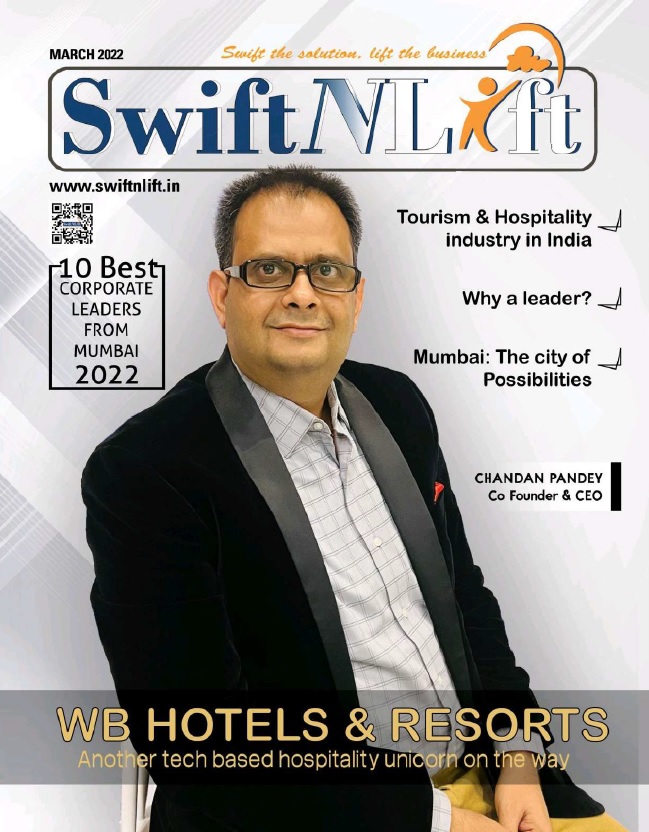 MARCH 2022
Swift the solution, lift the business
SwiftNLift
www.swiftnlift.in
10 Best
CORPORATE
LEADERS
FROM
MUMBAI
2022
Tourism & Hospitality
industry in India
Why a leader?
Mumbai: The city of
Possibilities
CHANDAN PANDEY
Co Founder & CEO
WB HOTELS & RESORTS
Another tech based hospitality unicorn on the way